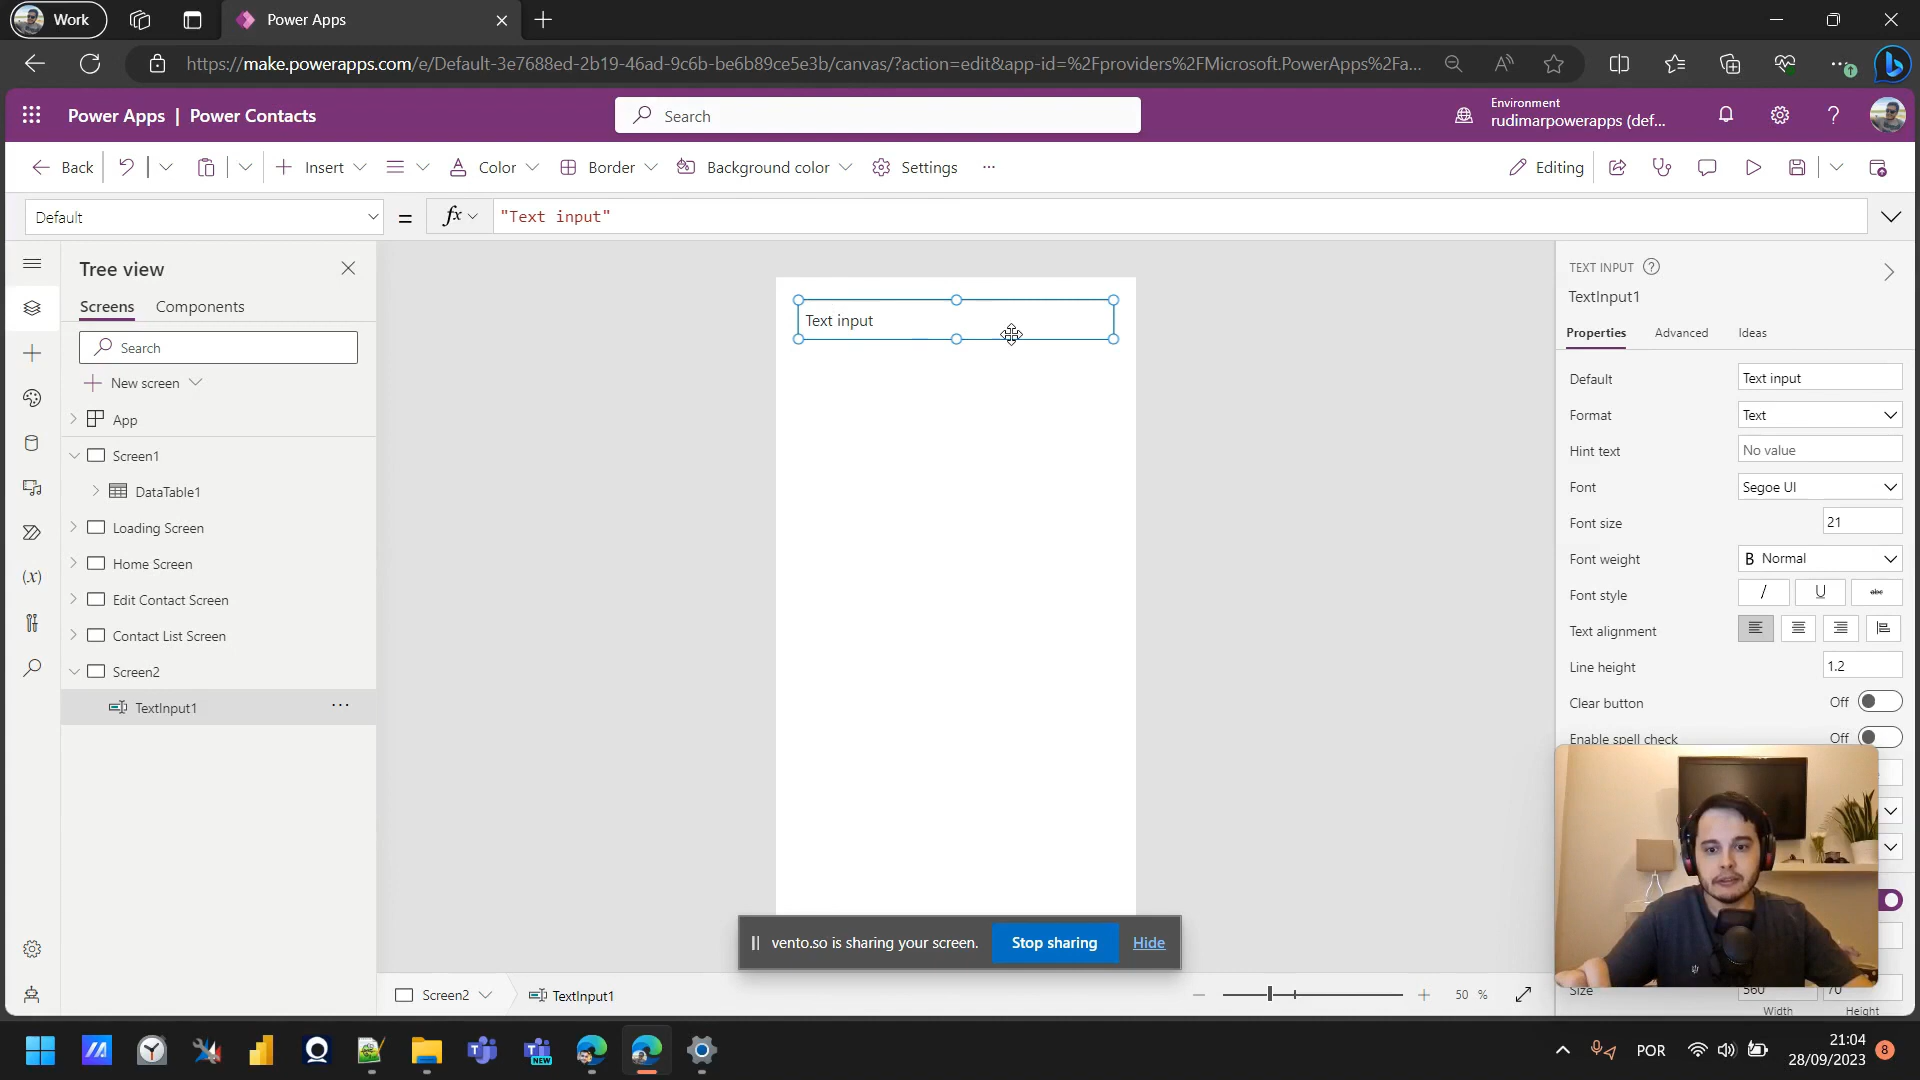 Work
Power Apps
https://make.powerapps.com/e/Default-3e7688ed-2b19-46ad-9c6b-be6b89ce5e3b/canvas/?action=edit&app-id=%2Fproviders%2FMicrosoft.PowerApps%2Fa...
Power Apps | Power Contacts
Search
Environment
rudimarpowerapps (def...
Back
Insert
Color
Border
Background color
Settings
Editing
Default
=
fx
"Text input"
Tree view
Screens
Components
Search
New screen
App
Screen1
DataTable1
Loading Screen
Home Screen
Edit Contact Screen
Contact List Screen
Screen2
TextInput1
Text input
TEXT INPUT
TextInput1
Properties
Advanced
Ideas
Default
Text input
Format
Text
Hint text
No value
Font
Segoe UI
Font size
21
Font weight
B Normal
Font style
/
U
abc
Text alignment
Line height
1.2
Clear button
Off
Enable spell check
Off
Size
560
70
Width
Height
vento.so is sharing your screen.
Stop sharing
Hide
Screen2
TextInput1
50 %
NEW
POR
21:04
28/09/2023
8